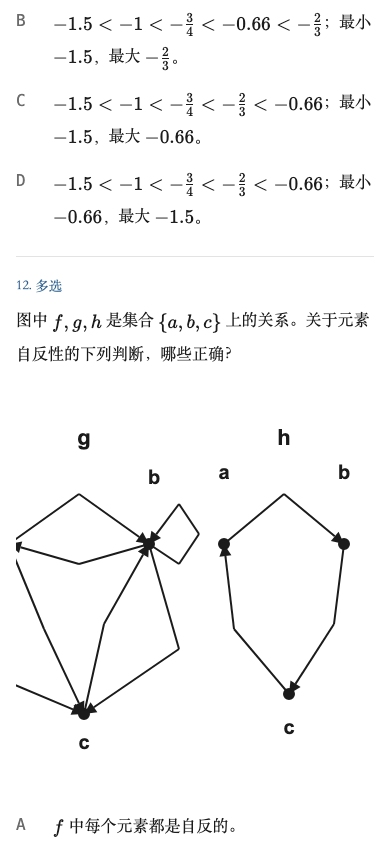 B −1.5 < −1 < −3/4 < −0.66 < −2/3；最小
−1.5，最大 −2/3。
C −1.5 < −1 < −3/4 < −2/3 < −0.66；最小
−1.5，最大 −0.66。
D −1.5 < −1 < −3/4 < −2/3 < −0.66；最小
−0.66，最大 −1.5。
12. 多选
图中 f, g, h 是集合 {a, b, c} 上的关系。关于元素
自反性的下列判断，哪些正确？
g h
b a b
c c
A f 中每个元素都是自反的。